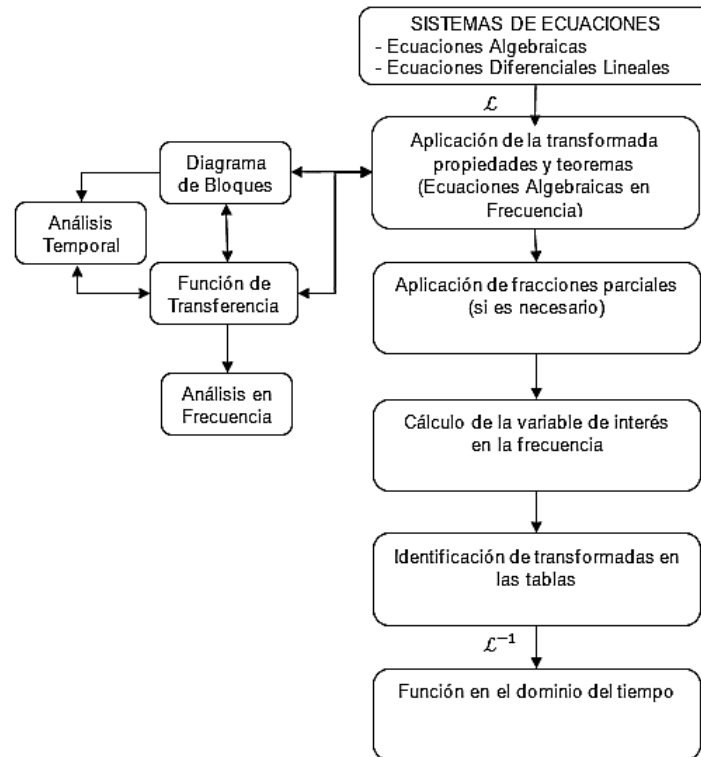 SISTEMAS DE ECUACIONES
- Ecuaciones Algebraicas
- Ecuaciones Diferenciales Lineales
ℒ
Aplicación de la transformada
propiedades y teoremas
(Ecuaciones Algebraicas en
Frecuencia)
Diagrama
de Bloques
Análisis
Temporal
Función de
Transferencia
Análisis en
Frecuencia
Aplicación de fracciones parciales
(si es necesario)
Cálculo de la variable de interés
en la frecuencia
Identificación de transformadas en
las tablas
ℒ⁻¹
Función en el dominio del tiempo